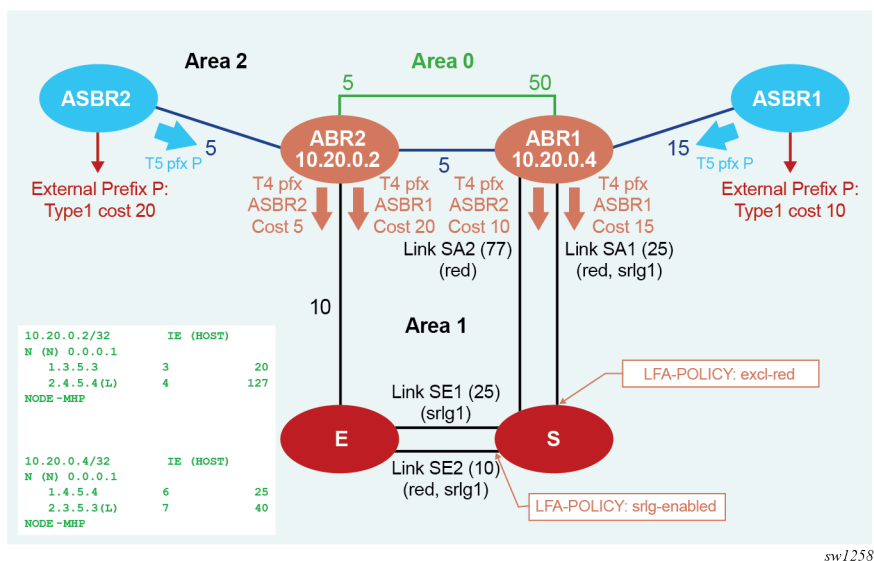 Area 2
Area 0
5
50
ASBR2
ASBR1
ABR2
10.20.0.2
ABR1
10.20.0.4
T5 pfx P
5
5
15
T5 pfx P
External Prefix P:
Type1 cost 20
External Prefix P:
Type1 cost 10
T4 pfx
ASBR2
Cost 5
T4 pfx
ASBR1
Cost 20
T4 pfx
ASBR2
Cost 10
T4 pfx
ASBR1
Cost 15
Link SA2 (77)
(red)
Link SA1 (25)
(red, srlg1)
10
Area 1
10.20.0.2/32 IE (HOST)
N (N) 0.0.0.1
1.3.5.3 3 20
2.4.5.4(L) 4 127
NODE-MHP
10.20.0.4/32 IE (HOST)
N (N) 0.0.0.1
1.4.5.4 6 25
2.3.5.3(L) 7 40
NODE-MHP
LFA-POLICY: excl-red
Link SE1 (25)
(srlg1)
E
S
Link SE2 (10)
(red, srlg1)
LFA-POLICY: srlg-enabled
sw1258